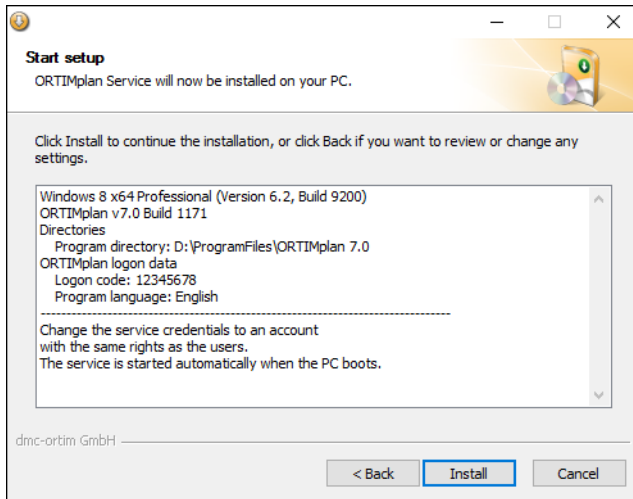 Start setup
ORTIMplan Service will now be installed on your PC.
Click Install to continue the installation, or click Back if you want to review or change any
settings.
Windows 8 x64 Professional (Version 6.2, Build 9200)
ORTIMplan v7.0 Build 1171
Directories
Program directory: D:\ProgramFiles\ORTIMplan 7.0
ORTIMplan logon data
Logon code: 12345678
Program language: English
--------------------------------------------------------------------------------
Change the service credentials to an account
with the same rights as the users.
The service is started automatically when the PC boots.
dmc-ortim GmbH
< Back Install Cancel